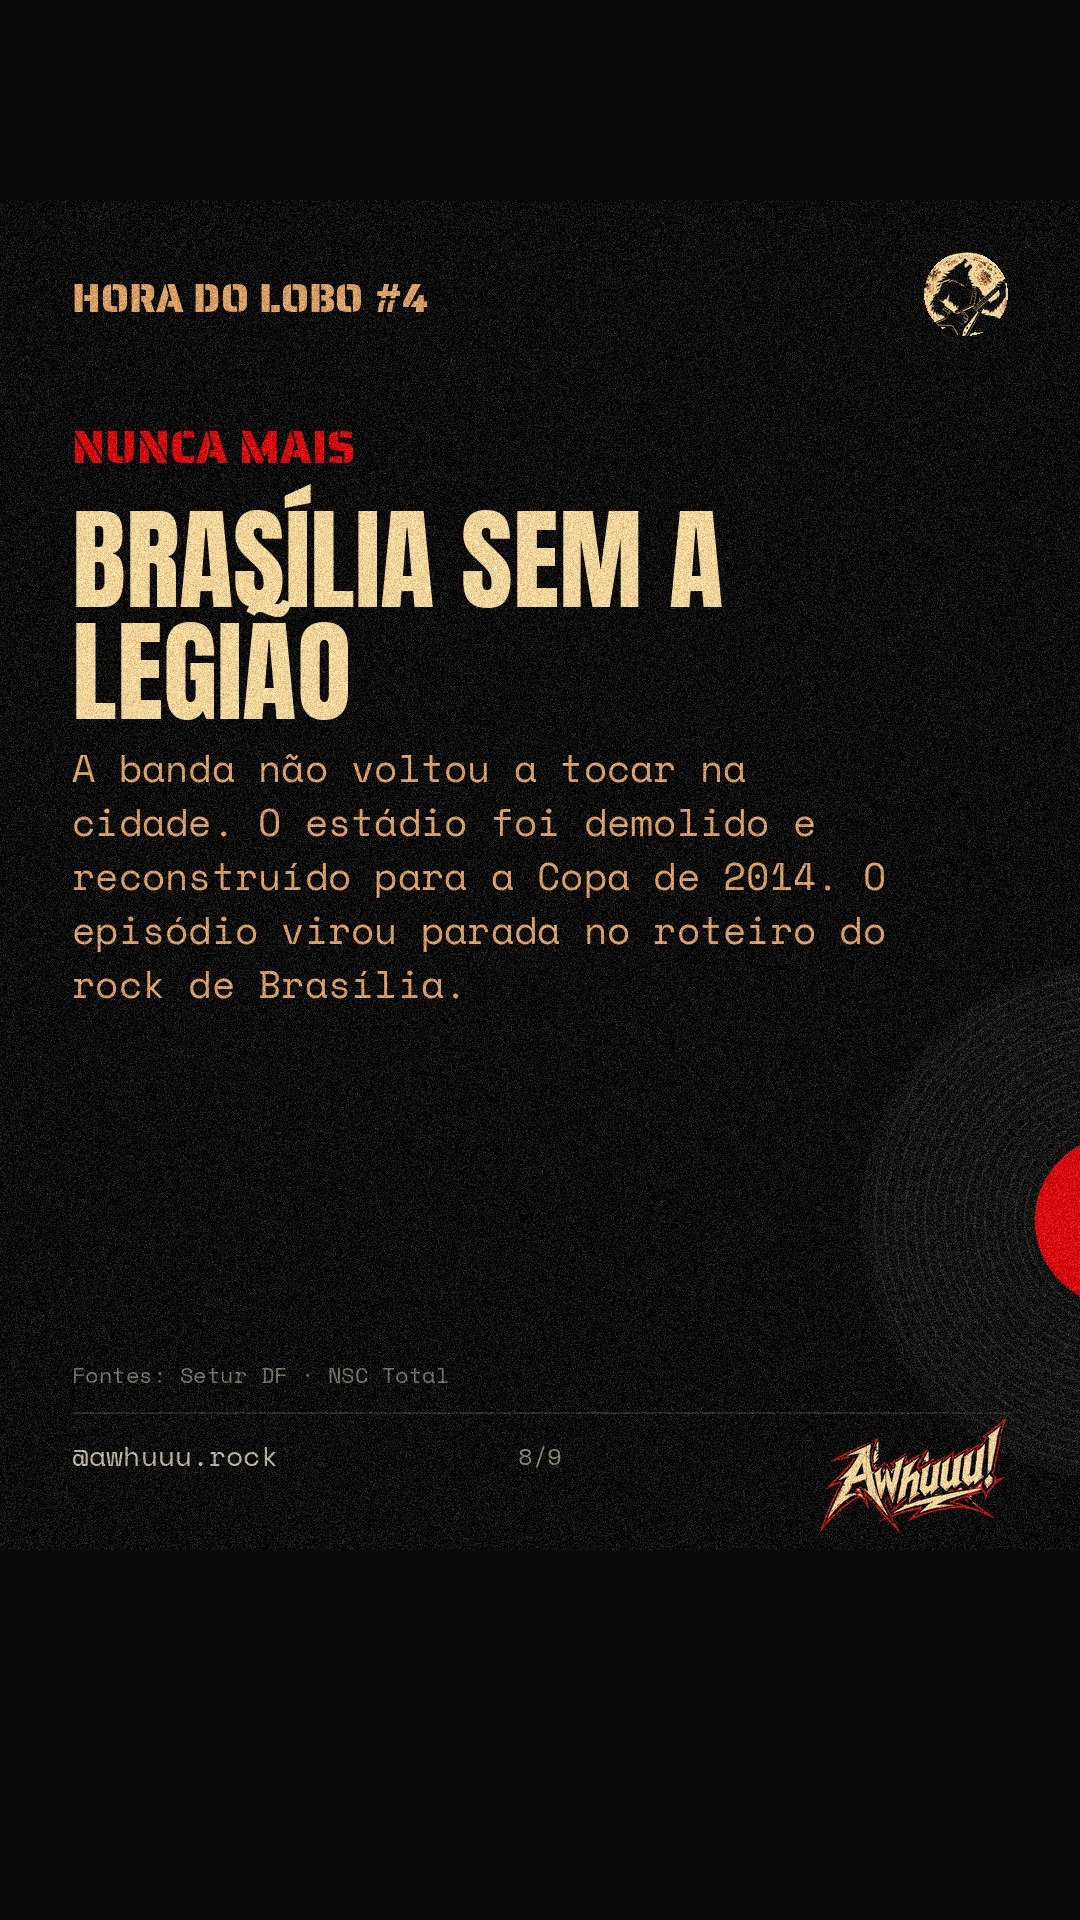 HORA DO LOBO #4
NUNCA MAIS
BRASÍLIA SEM A
LEGIÃO
A banda não voltou a tocar na
cidade. O estádio foi demolido e
reconstruído para a Copa de 2014. O
episódio virou parada no roteiro do
rock de Brasília.
Fontes: Setur DF · NSC Total
@awhuuu.rock
8/9
Awhuuu!